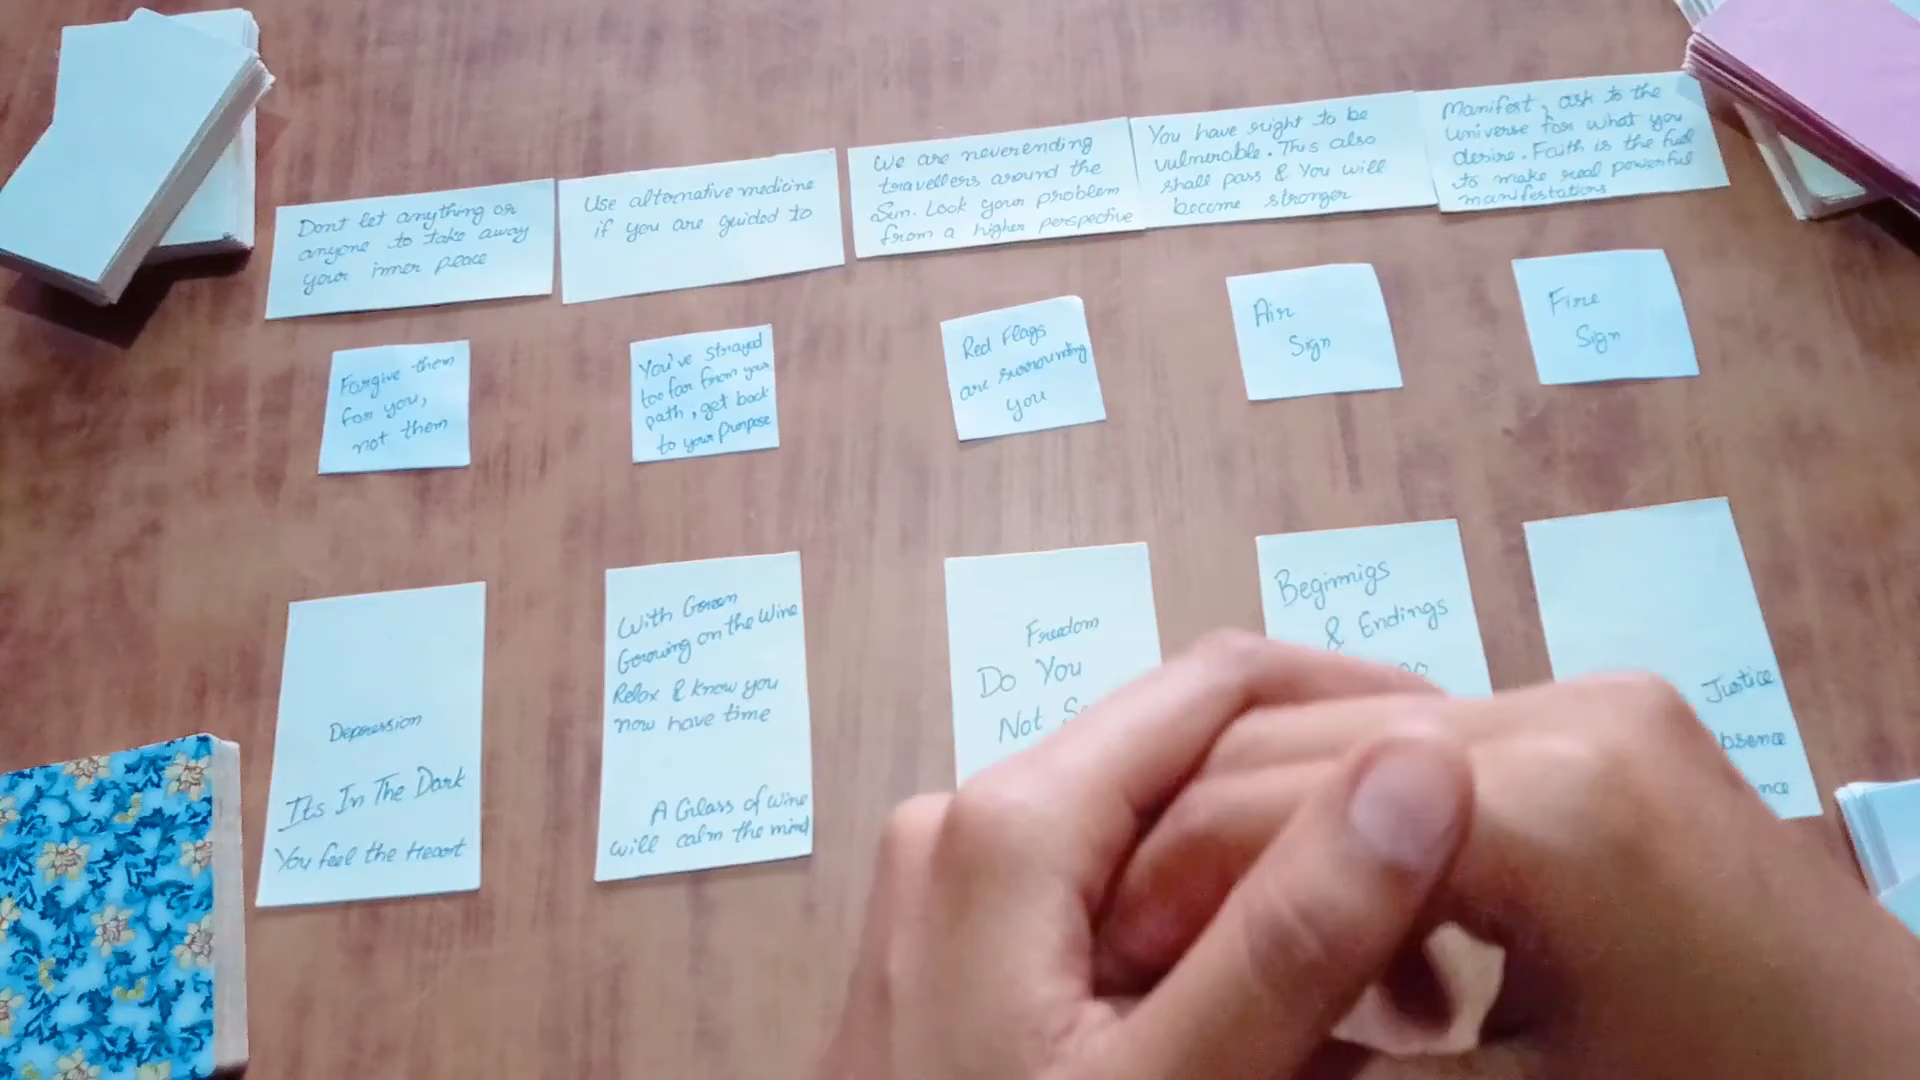 Dont let anything or
anyone to take away
your inner peace
Use alternative medicine
if you are guided to
We are neverending
travellers around the
Sun. Look your problem
from a higher perspective
You have right to be
vulnerable. This also
shall pass & You will
become stronger
Manifest, ask to the
Universe for what you
desire. Faith is the fuel
to make real powerful
manifestations
Forgive them
for you,
not them
You've strayed
too far from your
path, get back
to your purpose
Red Flags
are surrounding
you
Air
Sign
Fire
Sign
Depression
Its In The Dark
You feel the Heart
With Green
Growing on the Wine
Relax & know you
now have time
A Glass of wine
will calm the mind
Freedom
Do You
Not
Beginnigs
& Endings
Justice